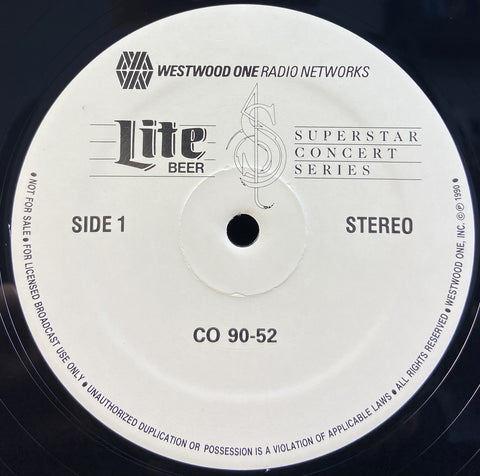 WESTWOOD ONE RADIO NETWORKS
Lite
BEER
SUPERSTAR
CONCERT
SERIES
SIDE 1
STEREO
CO 90-52
• NOT FOR SALE • FOR LICENSED BROADCAST USE ONLY • UNAUTHORIZED DUPLICATION OR POSSESSION IS A VIOLATION OF APPLICABLE LAWS • ALL RIGHTS RESERVED • WESTWOOD ONE, INC. © ℗ 1990 •